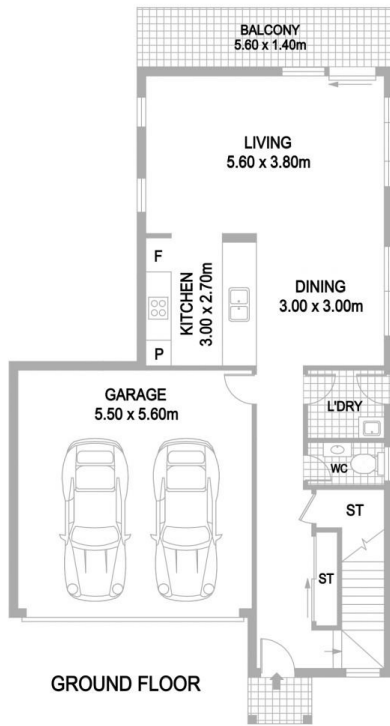 BALCONY
5.60 x 1.40m
LIVING
5.60 x 3.80m
F
KITCHEN
3.00 x 2.70m
P
DINING
3.00 x 3.00m
GARAGE
5.50 x 5.60m
L'DRY
WC
ST
ST
GROUND FLOOR